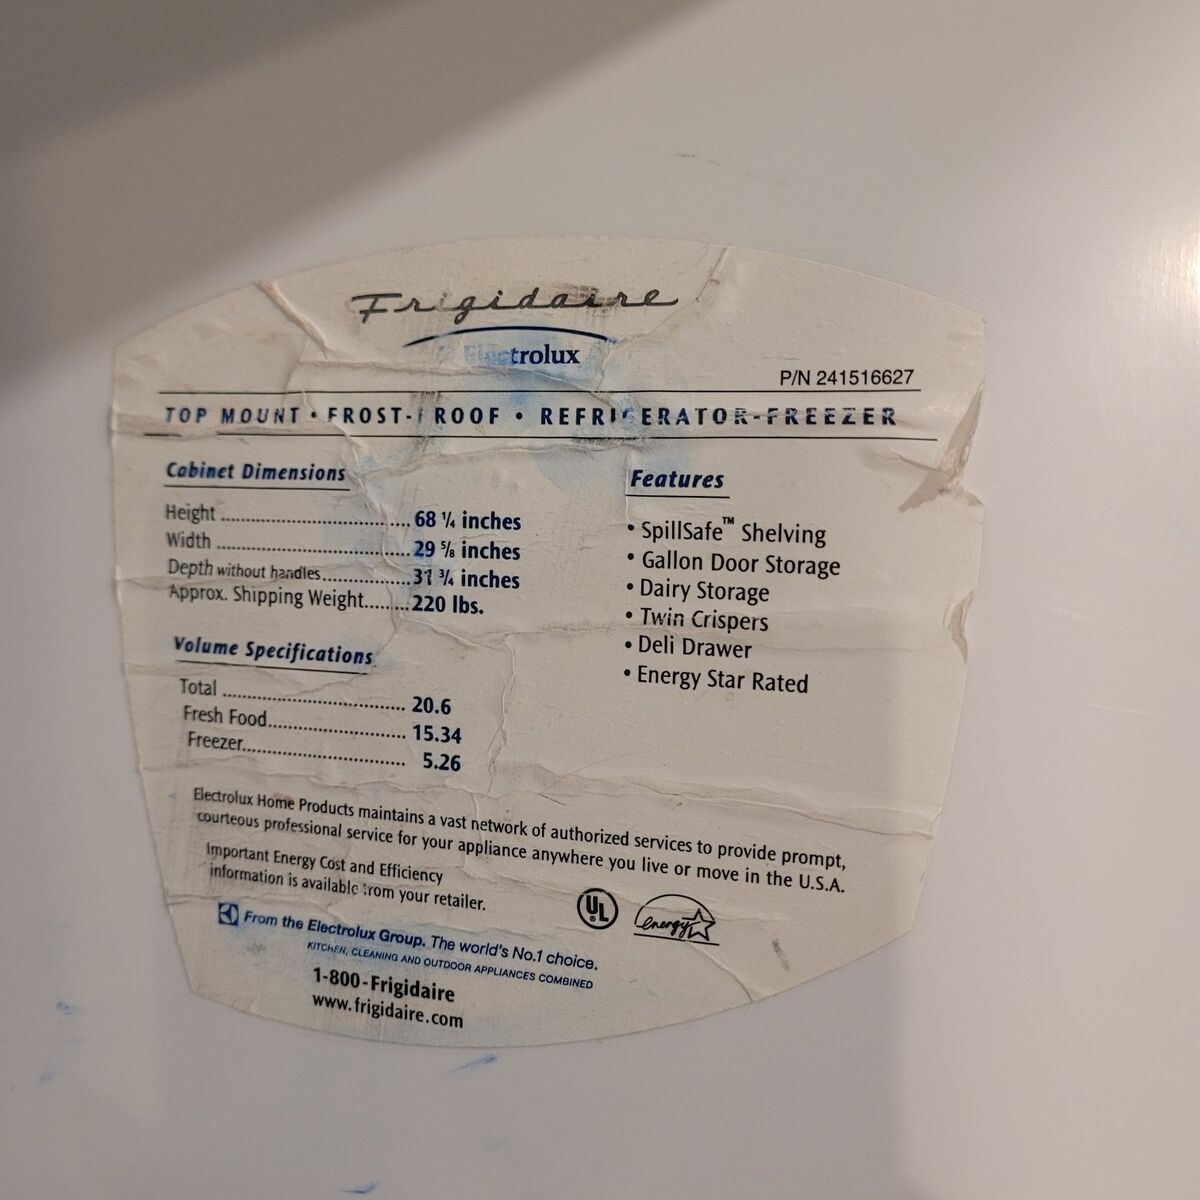 Frigidaire
Electrolux
P/N 241516627
TOP MOUNT • FROST-PROOF • REFRIGERATOR-FREEZER
Cabinet Dimensions
Height .................................. 68 ¼ inches
Width .................................. 29 ⅝ inches
Depth without handles............... 31 ¾ inches
Approx. Shipping Weight........220 lbs.
Volume Specifications
Total ................................ 20.6
Fresh Food........................ 15.34
Freezer............................ 5.26
Features
• SpillSafe™ Shelving
• Gallon Door Storage
• Dairy Storage
• Twin Crispers
• Deli Drawer
• Energy Star Rated
Electrolux Home Products maintains a vast network of authorized services to provide prompt,
courteous professional service for your appliance anywhere you live or move in the U.S.A.
Important Energy Cost and Efficiency
information is available from your retailer.
UL
energy
From the Electrolux Group. The world's No.1 choice.
KITCHEN, CLEANING AND OUTDOOR APPLIANCES COMBINED
1-800-Frigidaire
www.frigidaire.com